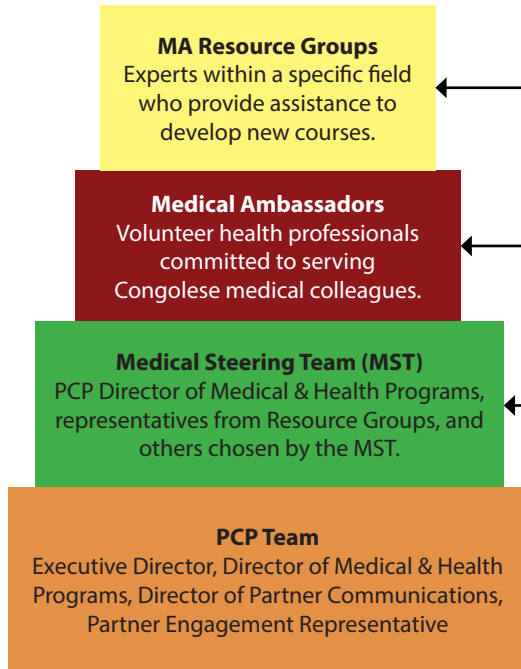 MA Resource Groups
Experts within a specific field
who provide assistance to
develop new courses.
Medical Ambassadors
Volunteer health professionals
committed to serving
Congolese medical colleagues.
Medical Steering Team (MST)
PCP Director of Medical & Health Programs,
representatives from Resource Groups, and
others chosen by the MST.
PCP Team
Executive Director, Director of Medical & Health
Programs, Director of Partner Communications,
Partner Engagement Representative